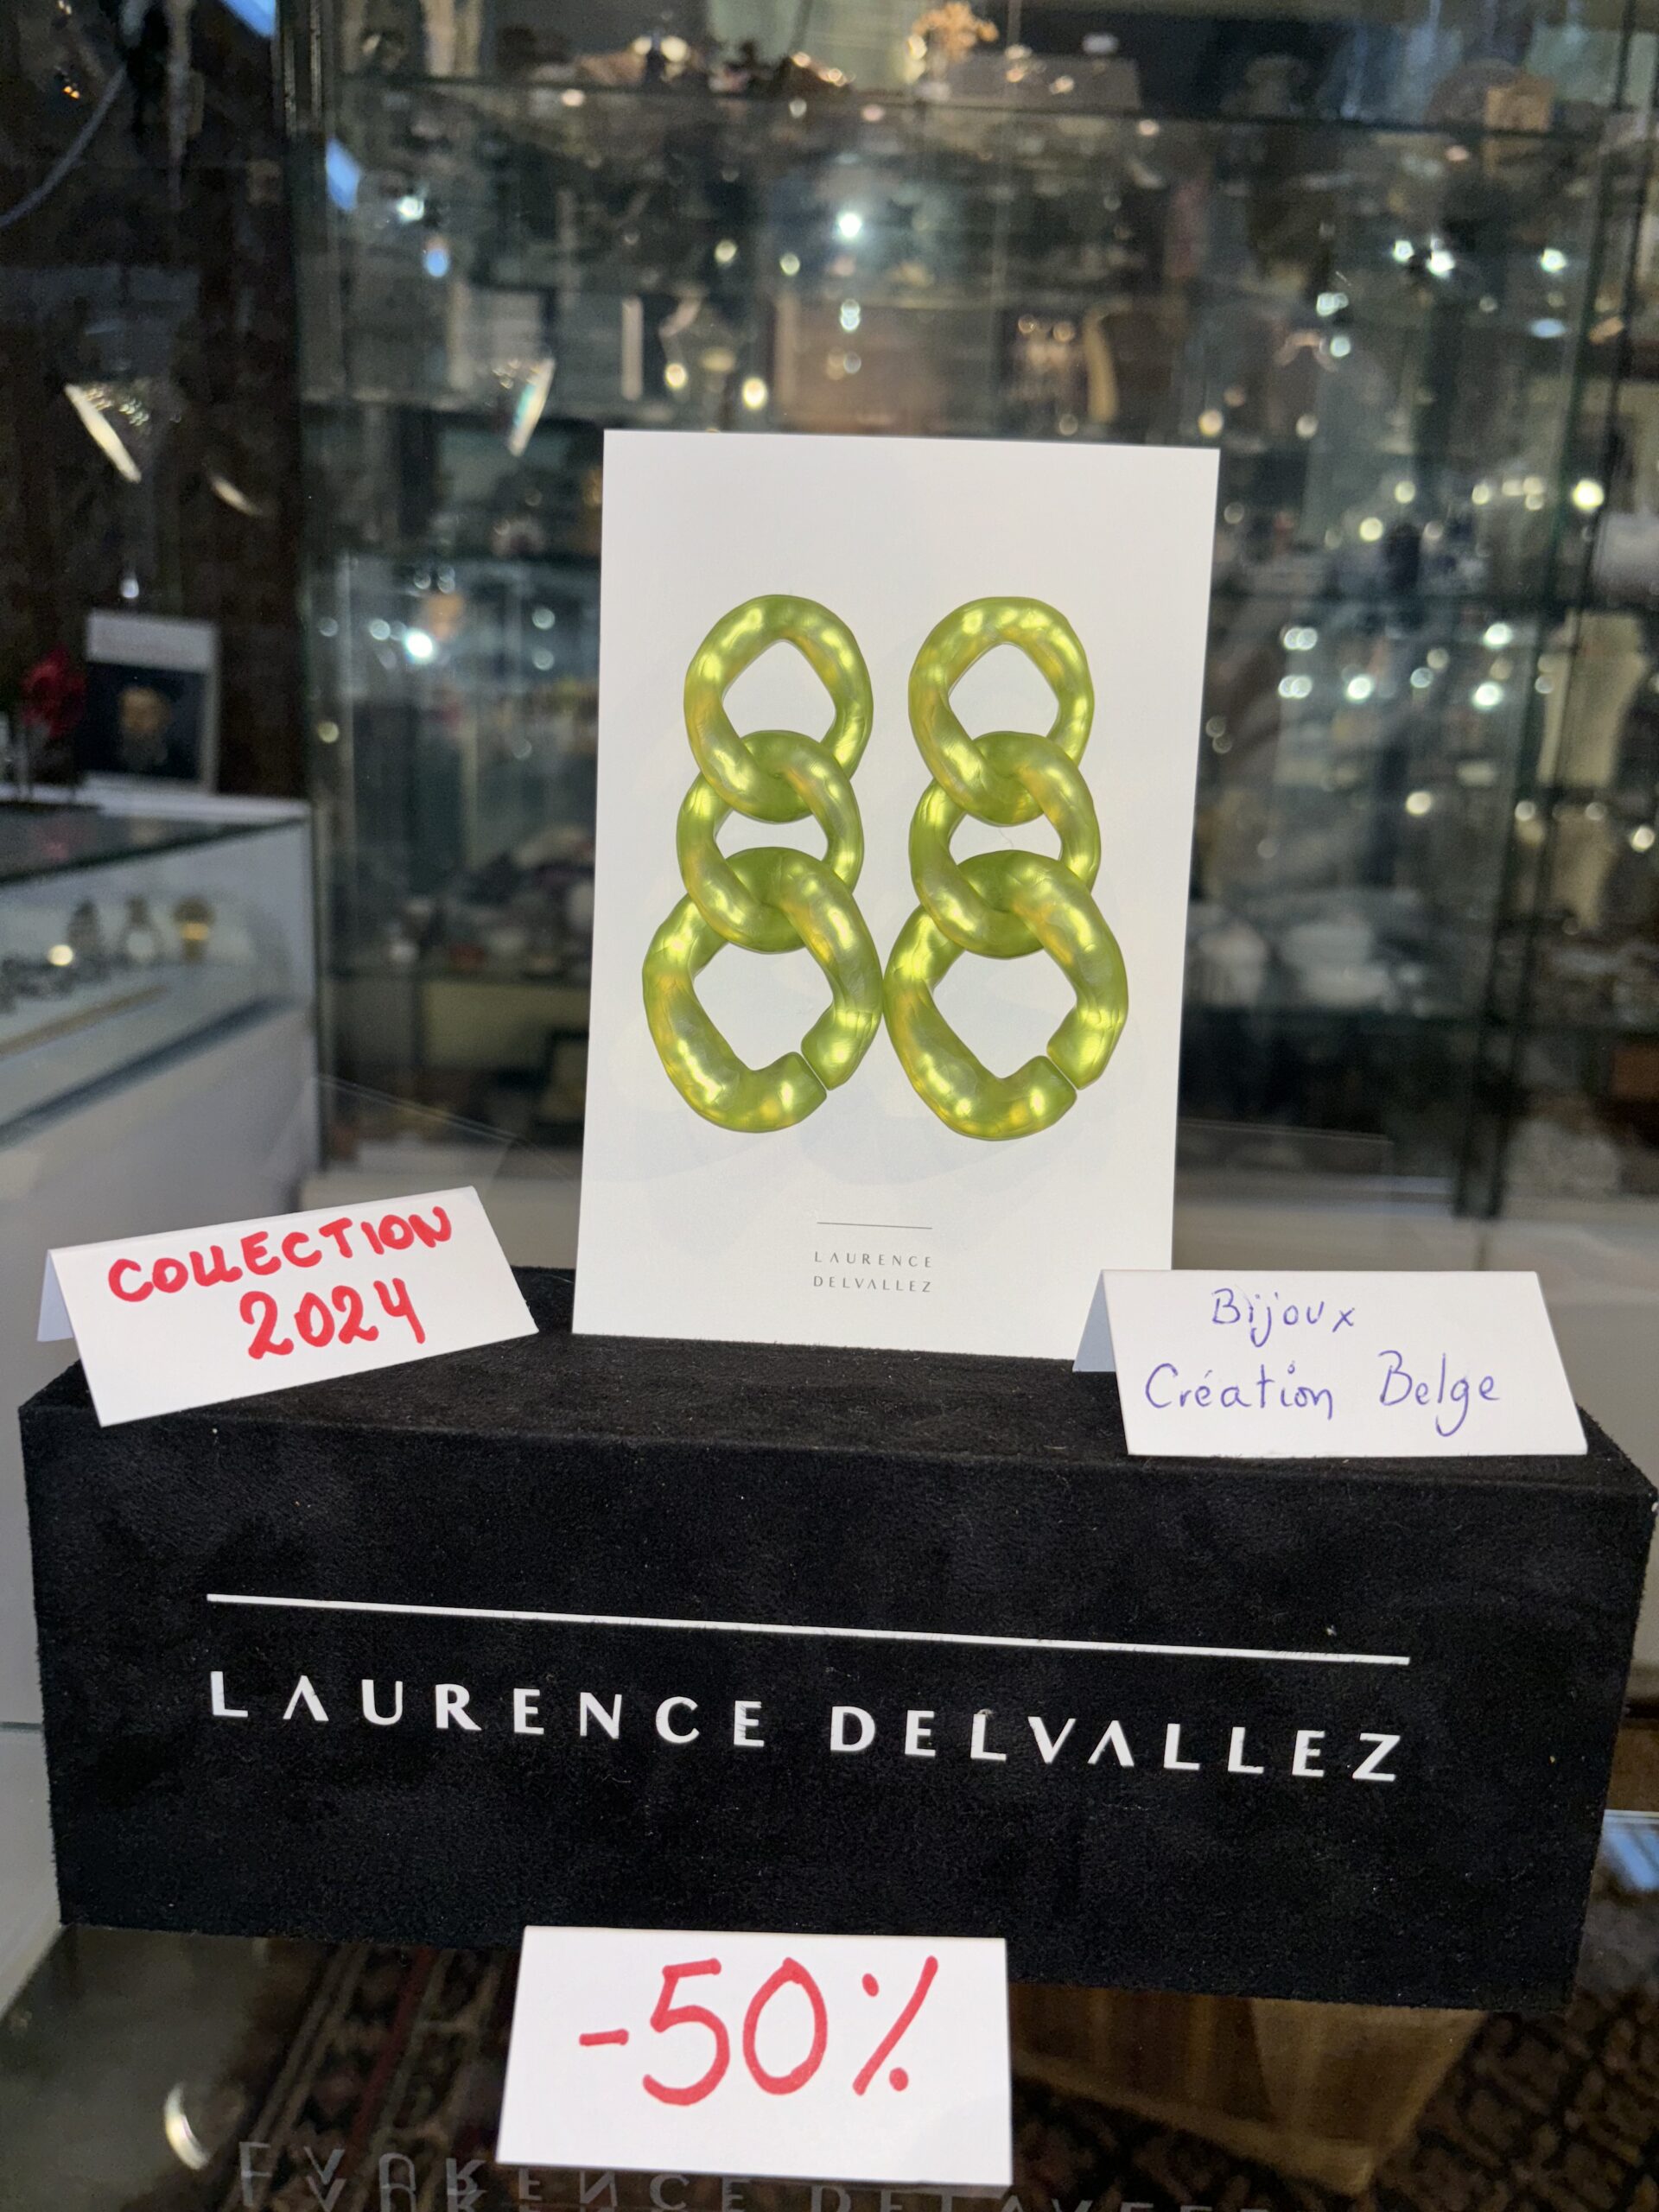 LAURENCE
DELVALLEZ
COLLECTION
2024
Bijoux
Création Belge
LAURENCE DELVALLEZ
-50%